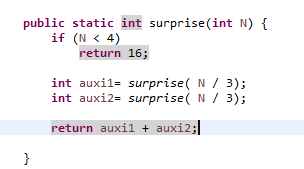 public static int surprise(int N) {
if (N < 4)
return 16;
int auxi1= surprise( N / 3);
int auxi2= surprise( N / 3);
return auxi1 + auxi2;
}